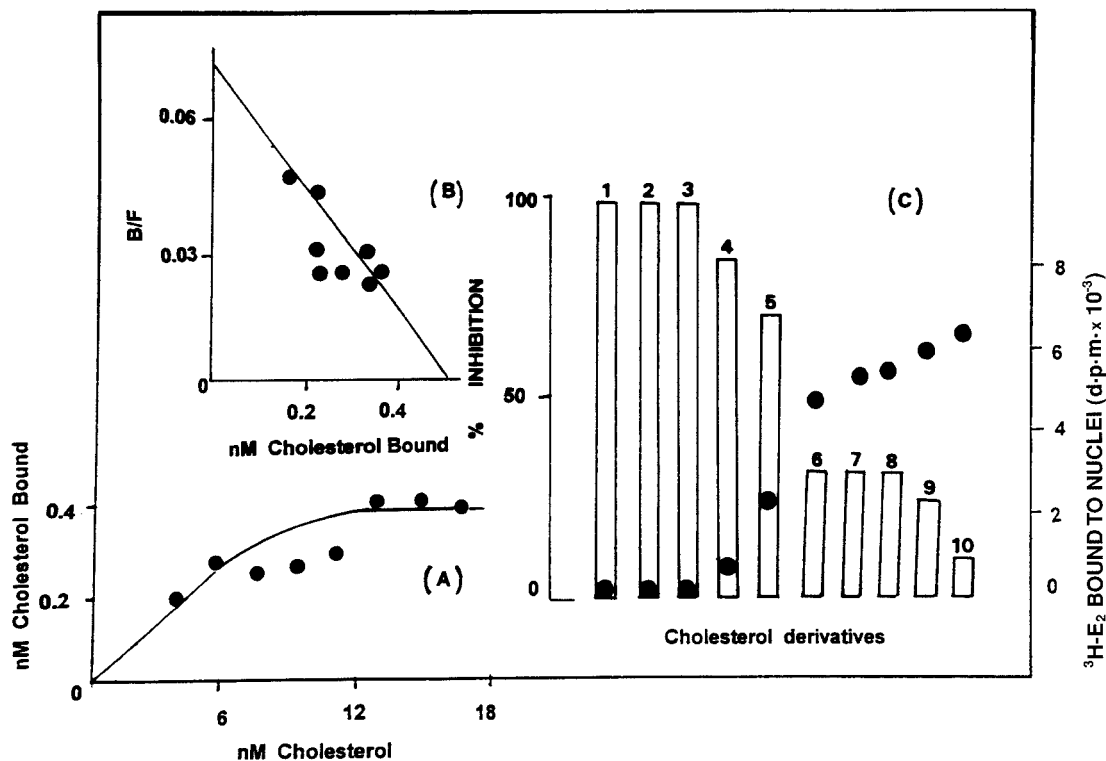 0.06
0.03
0
B/F
0.2
0.4
nM Cholesterol Bound
(B)
0.4
0.2
0
nM Cholesterol Bound
6
12
18
nM Cholesterol
(A)
100
50
0
% INHIBITION
1
2
3
4
5
6
7
8
9
10
(C)
Cholesterol derivatives
8
6
4
2
0
³H-E₂ BOUND TO NUCLEI (d·p·m·x 10⁻³)